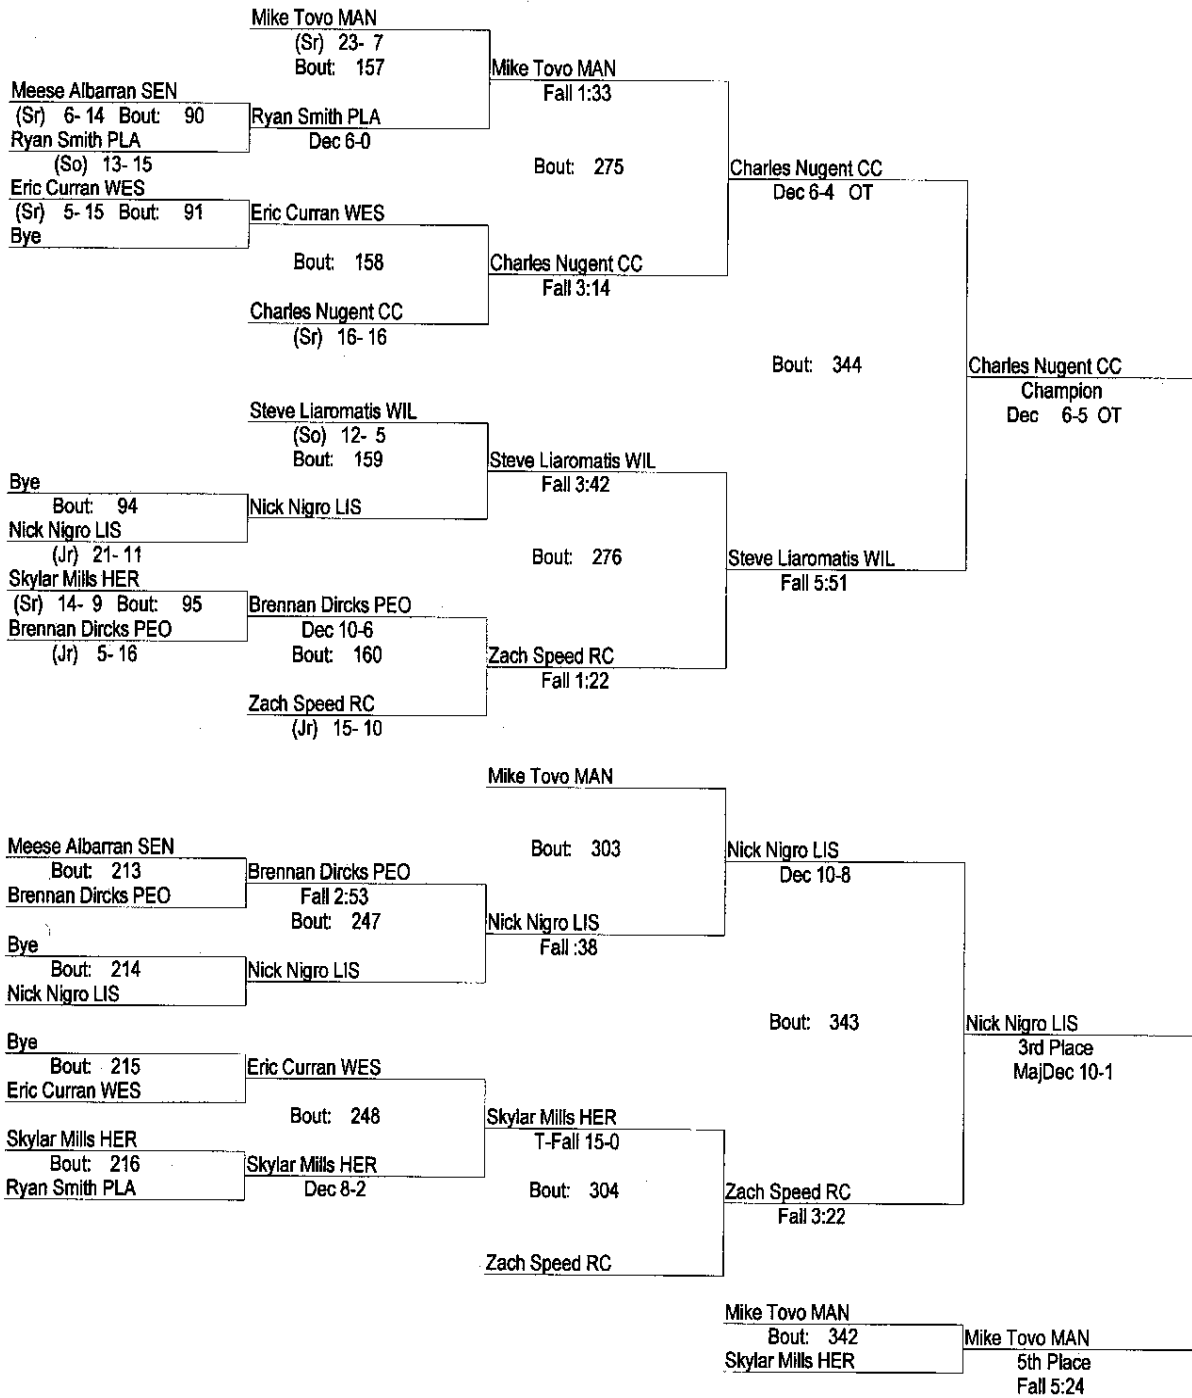 Mike Tovo MAN
(Sr) 23- 7
Bout: 157
Mike Tovo MAN
Fall 1:33
Meese Albarran SEN
(Sr) 6- 14 Bout: 90
Ryan Smith PLA
Ryan Smith PLA
Dec 6-0
(So) 13- 15
Bout: 275
Charles Nugent CC
Dec 6-4 OT
Eric Curran WES
(Sr) 5- 15 Bout: 91
Eric Curran WES
Bye
Bout: 158
Charles Nugent CC
Fall 3:14
Charles Nugent CC
(Sr) 16- 16
Bout: 344
Charles Nugent CC
Champion
Dec 6-5 OT
Steve Liaromatis WIL
(So) 12- 5
Bout: 159
Steve Liaromatis WIL
Fall 3:42
Bye
Bout: 94
Nick Nigro LIS
Nick Nigro LIS
(Jr) 21- 11
Bout: 276
Steve Liaromatis WIL
Fall 5:51
Skylar Mills HER
(Sr) 14- 9 Bout: 95
Brennan Dircks PEO
Brennan Dircks PEO
Dec 10-6
(Jr) 5- 16
Bout: 160
Zach Speed RC
Fall 1:22
Zach Speed RC
(Jr) 15- 10
Mike Tovo MAN
Bout: 303
Nick Nigro LIS
Dec 10-8
Meese Albarran SEN
Bout: 213
Brennan Dircks PEO
Brennan Dircks PEO
Fall 2:53
Bout: 247
Nick Nigro LIS
Fall :38
Bye
Bout: 214
Nick Nigro LIS
Nick Nigro LIS
Bout: 343
Nick Nigro LIS
3rd Place
MajDec 10-1
Bye
Bout: 215
Eric Curran WES
Eric Curran WES
Bout: 248
Skylar Mills HER
T-Fall 15-0
Skylar Mills HER
Bout: 216
Skylar Mills HER
Ryan Smith PLA
Dec 8-2
Bout: 304
Zach Speed RC
Fall 3:22
Zach Speed RC
Mike Tovo MAN
Bout: 342
Mike Tovo MAN
Skylar Mills HER
5th Place
Fall 5:24